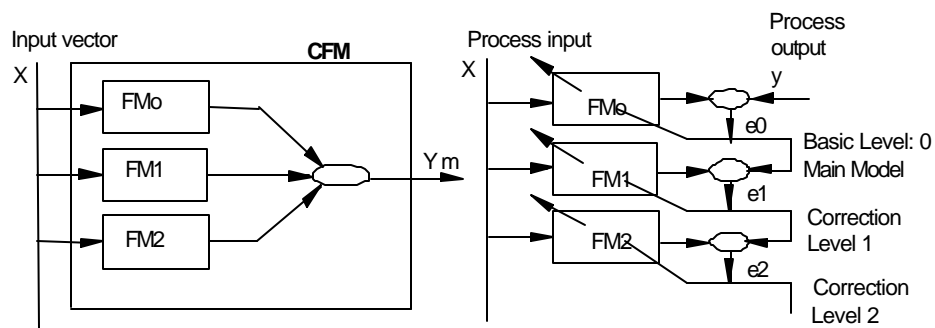 Input vector
CFM
X
FMo
FM1
FM2
Y m
Process input
Process
output
X
y
FMo
e0
Basic Level: 0
Main Model
FM1
e1
Correction
Level 1
FM2
e2
Correction
Level 2